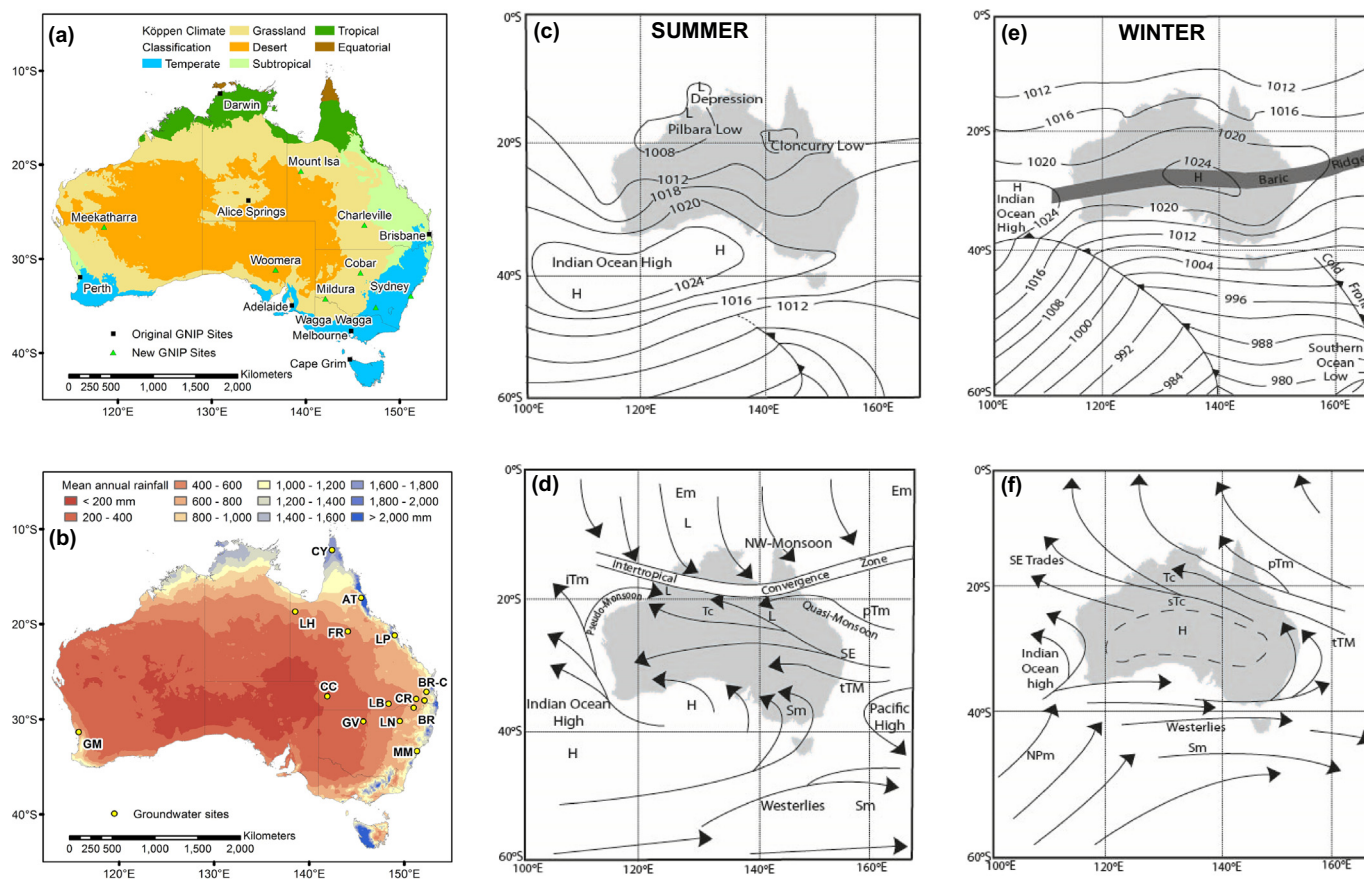 (a)
Köppen Climate
Classification
Temperate
Grassland
Desert
Subtropical
Tropical
Equatorial
10°S
20°S
30°S
40°S
Darwin
Mount Isa
Meekatharra
Alice Springs
Charleville
Brisbane
Woomera
Cobar
Perth
Mildura
Sydney
Adelaide
Wagga Wagga
Melbourne
Cape Grim
Original GNIP Sites
New GNIP Sites
Kilometers
0 250 500 1,000 1,500 2,000
120°E 130°E 140°E 150°E
(c)
SUMMER
0°S
20°S
40°S
60°S
L
Depression
L
Pilbara Low
L
Cloncurry Low
1008
1012
1018
1020
H
Indian Ocean High
H
1024
1016
1012
100°E 120°E 140°E 160°E
(e)
WINTER
0°S
20°S
40°S
60°S
1012
1012
1016
1016
1020
1020
1024
H
Baric
Ridge
H
Indian
Ocean
High
1024
1020
1012
1004
996
988
980
1016
1008
1000
992
984
Cold
Front
Southern
Ocean
Low
100°E 120°E 140°E 160°E
(b)
Mean annual rainfall
< 200 mm
200 - 400
400 - 600
600 - 800
800 - 1,000
1,000 - 1,200
1,200 - 1,400
1,400 - 1,600
1,600 - 1,800
1,800 - 2,000
> 2,000 mm
10°S
20°S
30°S
40°S
CY
AT
LH
FR
LP
BR-C
CC
CR
LB
GV
LN
BR
GM
MM
Groundwater sites
Kilometers
0 250 500 1,000 1,500 2,000
120°E 130°E 140°E 150°E
(d)
0°S
20°S
40°S
60°S
Em
Em
L
NW-Monsoon
Intertropical
Convergence
Zone
iTm
Pseudo-Monsoon
L
Tc
L
Quasi-Monsoon
pTm
SE
tTM
Indian Ocean
High
H
Sm
Pacific
High
H
Westerlies
Sm
100°E 120°E 140°E 160°E
(f)
0°S
20°S
40°S
60°S
SE Trades
Tc
pTm
sTc
H
tTM
Indian
Ocean
high
Westerlies
Sm
NPm
100°E 120°E 140°E 160°E